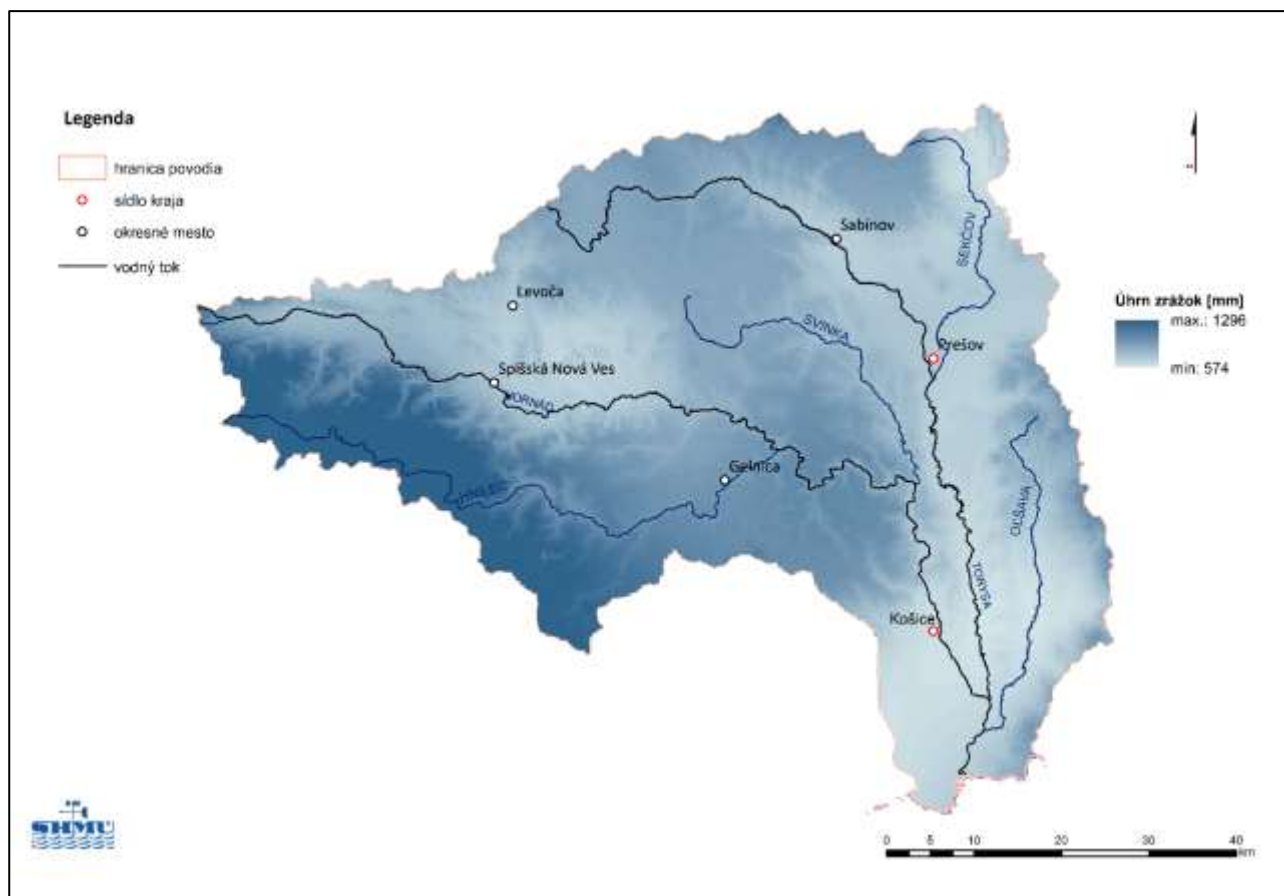 Legenda
hranica povodia
sídlo kraja
okresné mesto
vodný tok
Sabinov
SEKČOV
Levoča
SVINKA
Prešov
Úhrn zrážok [mm]
max.: 1296
min: 574
Spišská Nová Ves
HORNÁD
Gelnica
HNILEC
OĽŠAVA
TORYSA
Košice
SHMÚ
0 5 10 20 30 40
km